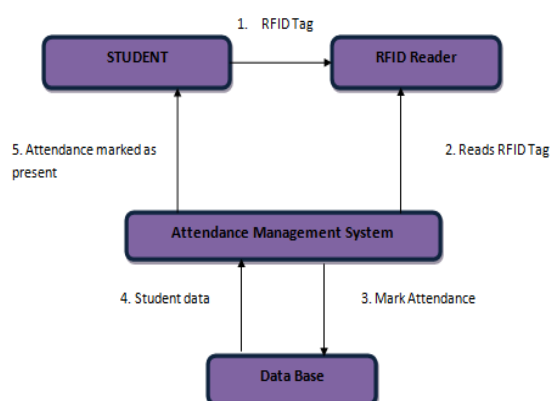 1. RFID Tag
STUDENT
RFID Reader
5. Attendance marked as
present
2. Reads RFID Tag
Attendance Management System
4. Student data
3. Mark Attendance
Data Base